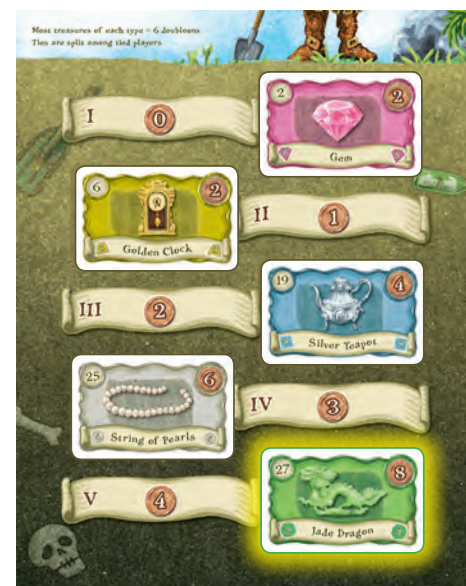 Most treasures of each type = 6 doubloons
Ties are split among tied players
I 0
2 2
Gem
6 2
Golden Clock
II 1
III 2
19 4
Silver Teapot
25 6
String of Pearls
IV 3
V 4
27 8
Jade Dragon